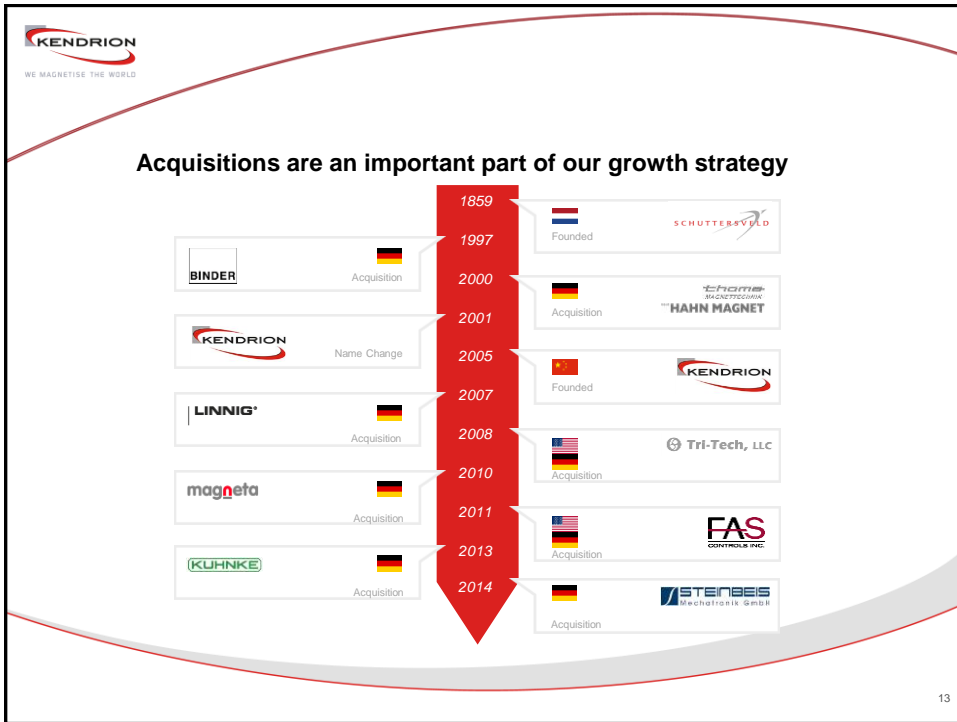 KENDRION
WE MAGNETISE THE WORLD
Acquisitions are an important part of our growth strategy
1859
Founded
SCHUTTERSVELD
1997
BINDER
Acquisition
2000
Acquisition
thoma
MAGNETTECHNIK
HAHN MAGNET
2001
KENDRION
Name Change
2005
Founded
KENDRION
2007
LINNIG
Acquisition
2008
Acquisition
Tri-Tech, LLC
2010
magneta
Acquisition
2011
Acquisition
FAS
CONTROLS INC.
2013
KUHNKE
Acquisition
2014
Acquisition
STEINBEIS
Mechatronik GmbH
13